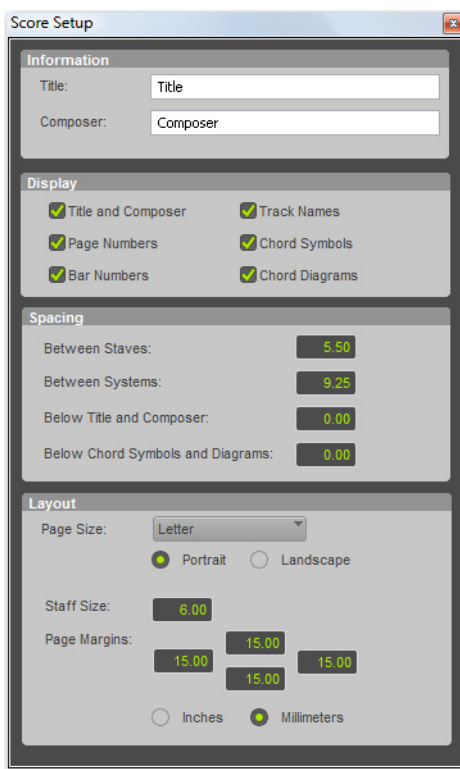 Score Setup
Information
Title: Title
Composer: Composer
Display
Title and Composer Track Names
Page Numbers Chord Symbols
Bar Numbers Chord Diagrams
Spacing
Between Staves: 5.50
Between Systems: 9.25
Below Title and Composer: 0.00
Below Chord Symbols and Diagrams: 0.00
Layout
Page Size: Letter
Portrait Landscape
Staff Size: 6.00
Page Margins: 15.00
15.00 15.00
15.00
Inches Millimeters